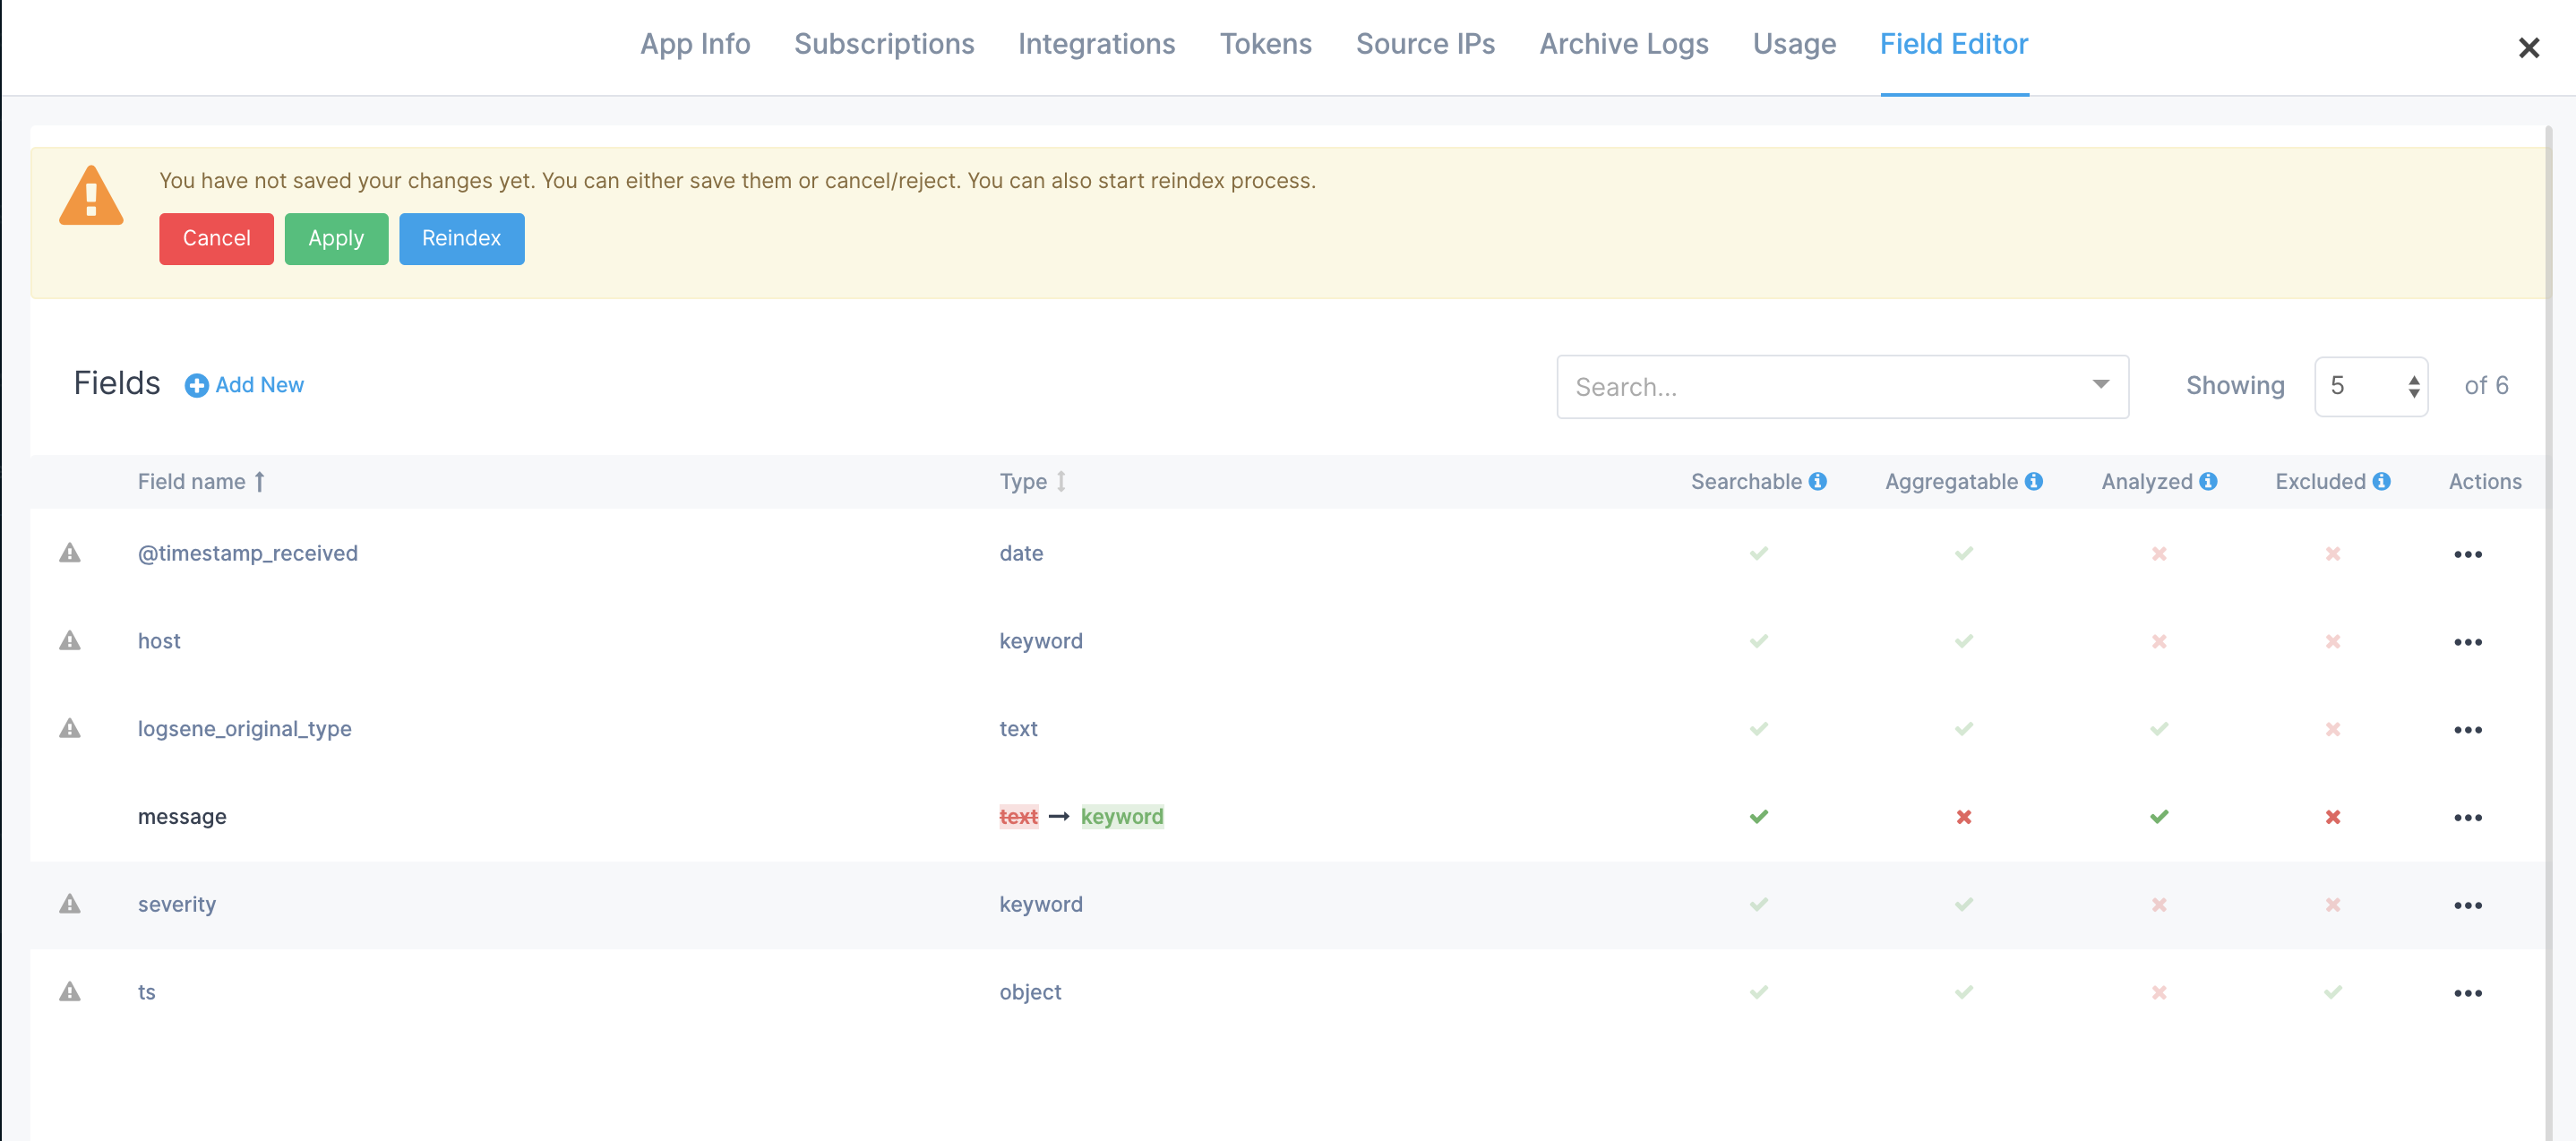 App Info Subscriptions Integrations Tokens Source IPs Archive Logs Usage Field Editor
You have not saved your changes yet. You can either save them or cancel/reject. You can also start reindex process.
Cancel Apply Reindex
Fields Add New Search... Showing 5 of 6
Field name Type Searchable Aggregatable Analyzed Excluded Actions
@timestamp_received date
host keyword
logsene_original_type text
message text → keyword
severity keyword
ts object